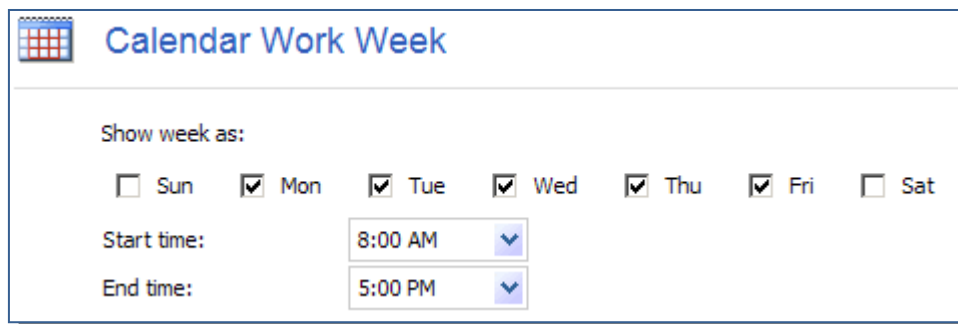 Calendar Work Week
Show week as:
Sun Mon Tue Wed Thu Fri Sat
Start time: 8:00 AM
End time: 5:00 PM